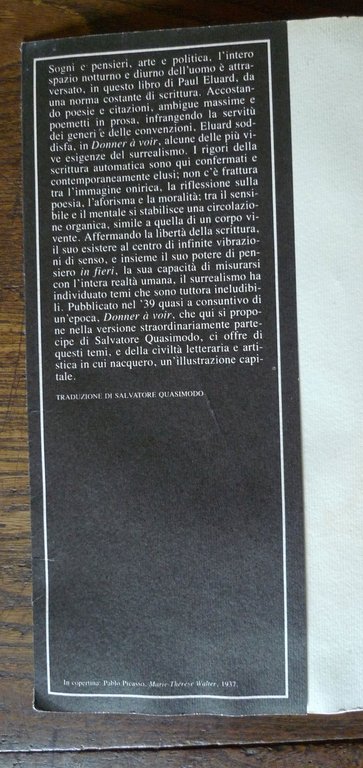 Sogni e pensieri, arte e politica, l'intero
spazio notturno e diurno dell'uomo è attra-
versato, in questo libro di Paul Eluard, da
una norma costante di scrittura. Accostan-
do poesie e citazioni, ambigue massime e
poemetti in prosa, infrangendo la servitù
dei generi e delle convenzioni, Eluard sod-
disfa, in Donner à voir, alcune delle più vi-
ve esigenze del surrealismo. I rigori della
scrittura automatica sono qui confermati e
contemporaneamente elusi; non c'è frattura
tra l'immagine onirica, la riflessione sulla
poesia, l'aforisma e la moralità; tra il sensi-
bile e il mentale si stabilisce una circolazio-
ne organica, simile a quella di un corpo vi-
vente. Affermando la libertà della scrittura,
il suo esistere al centro di infinite vibrazio-
ni di senso, e insieme il suo potere di pen-
siero in fieri, la sua capacità di misurarsi
con l'intera realtà umana, il surrealismo ha
individuato temi che sono tuttora ineludibi-
li. Pubblicato nel '39 quasi a consuntivo di
un'epoca, Donner à voir, che qui si propo-
ne nella versione straordinariamente parte-
cipe di Salvatore Quasimodo, ci offre di
questi temi, e della civiltà letteraria e arti-
stica in cui nacquero, un'illustrazione capi-
tale.
TRADUZIONE DI SALVATORE QUASIMODO
In copertina: Pablo Picasso, Marie-Thérèse Walter, 1937.